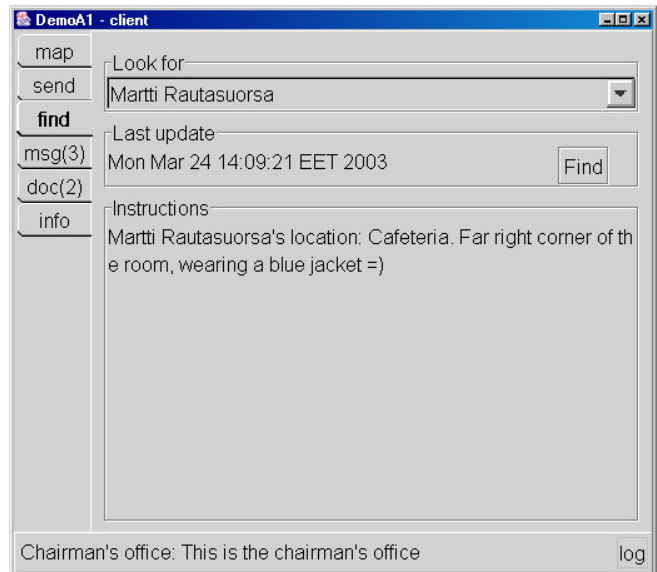 DemoA1 - client
map
send
find
msg(3)
doc(2)
info
Look for
Martti Rautasuorsa
Last update
Mon Mar 24 14:09:21 EET 2003
Find
Instructions
Martti Rautasuorsa's location: Cafeteria. Far right corner of th
e room, wearing a blue jacket =)
Chairman's office: This is the chairman's office
log